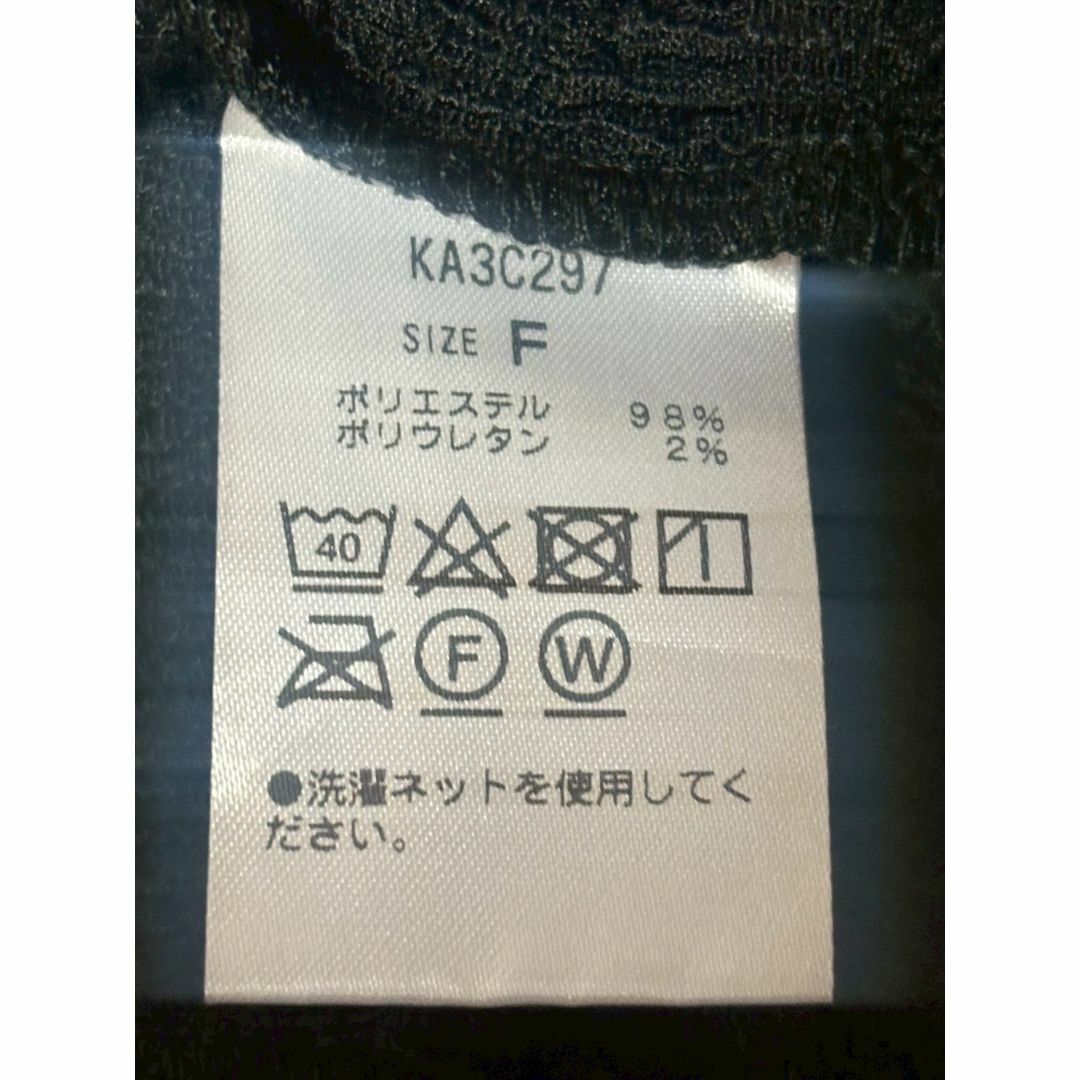 KA3C297
SIZE F
ポリエステル 98%
ポリウレタン 2%
40
F W
●洗濯ネットを使用してく
ださい。